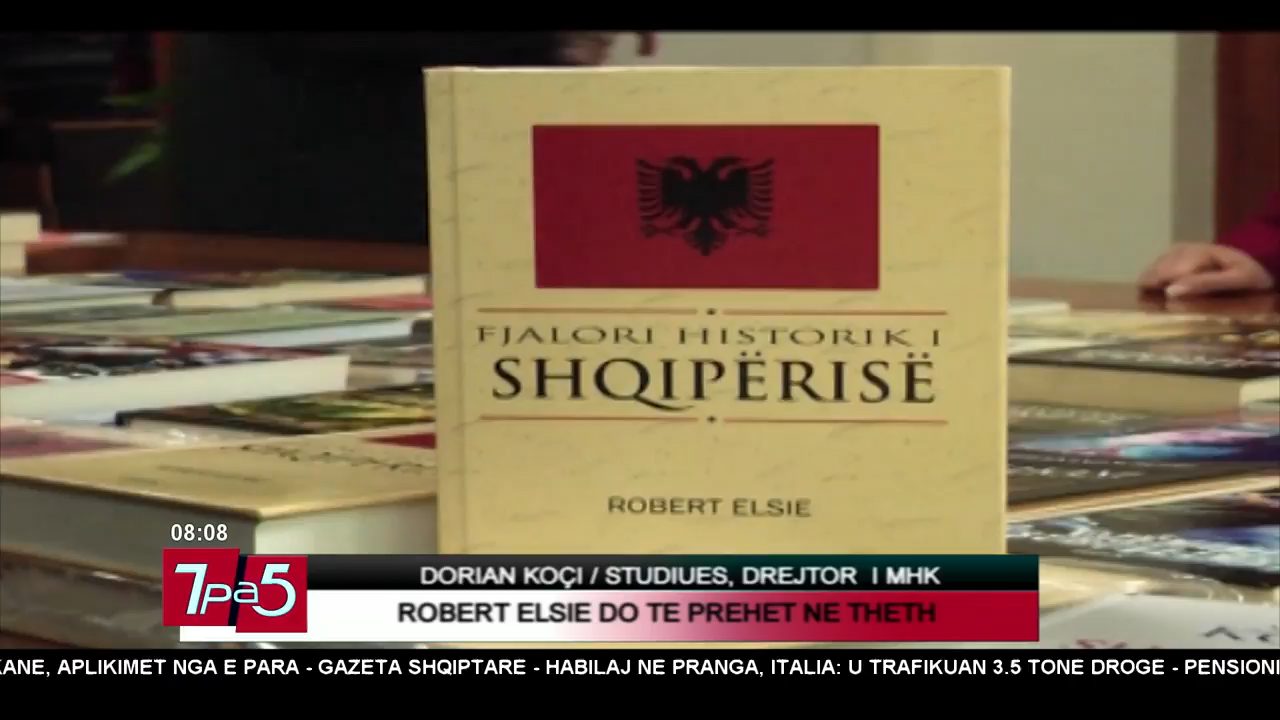 FJALORI HISTORIK I
SHQIPËRISË
ROBERT ELSIE
08:08
7pa5
DORIAN KOÇI / STUDIUES, DREJTOR I MHK
ROBERT ELSIE DO TE PREHET NE THETH
KANE, APLIKIMET NGA E PARA - GAZETA SHQIPTARE - HABILAJ NE PRANGA, ITALIA: U TRAFIKUAN 3.5 TONE DROGE - PENSIONI